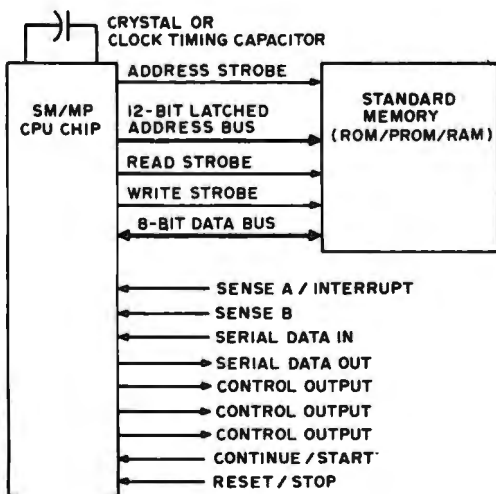 CRYSTAL OR
CLOCK TIMING CAPACITOR
SM/MP
CPU CHIP
ADDRESS STROBE
12-BIT LATCHED
ADDRESS BUS
READ STROBE
WRITE STROBE
8-BIT DATA BUS
STANDARD
MEMORY
(ROM/PROM/RAM)
SENSE A / INTERRUPT
SENSE B
SERIAL DATA IN
SERIAL DATA OUT
CONTROL OUTPUT
CONTROL OUTPUT
CONTROL OUTPUT
CONTINUE / START
RESET / STOP